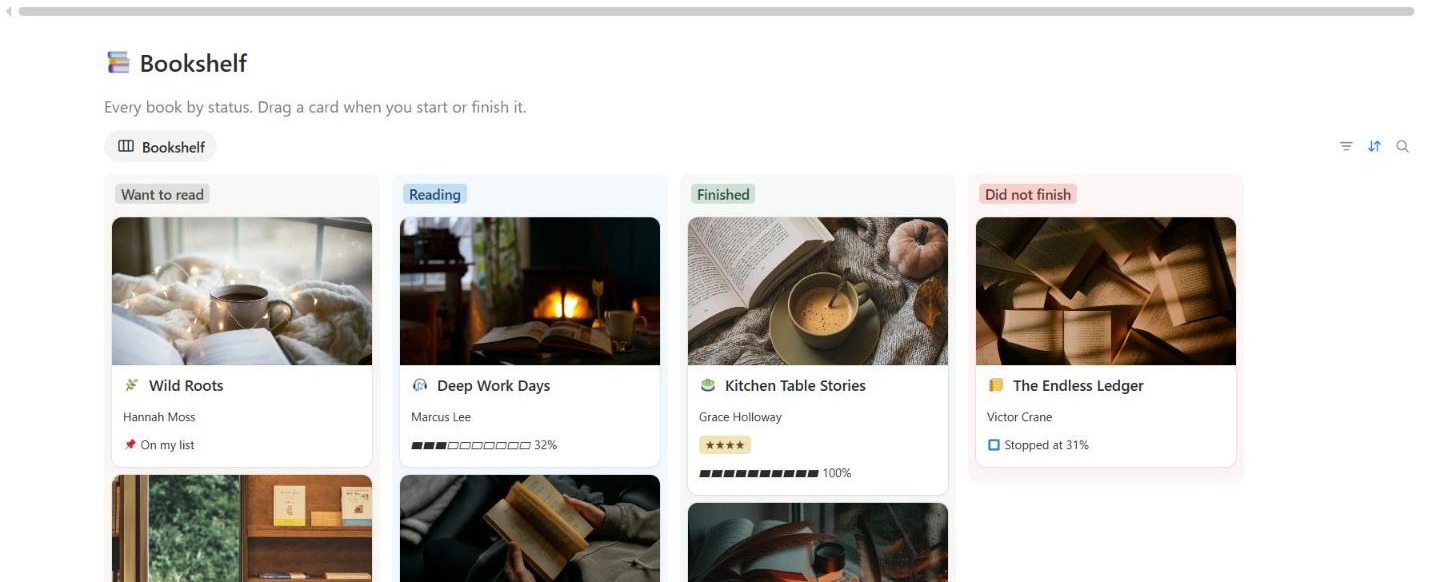 Bookshelf
Every book by status. Drag a card when you start or finish it.
Bookshelf
Want to read
Wild Roots
Hannah Moss
On my list
Reading
Deep Work Days
Marcus Lee
32%
Finished
Kitchen Table Stories
Grace Holloway
★★★★
100%
Did not finish
The Endless Ledger
Victor Crane
Stopped at 31%